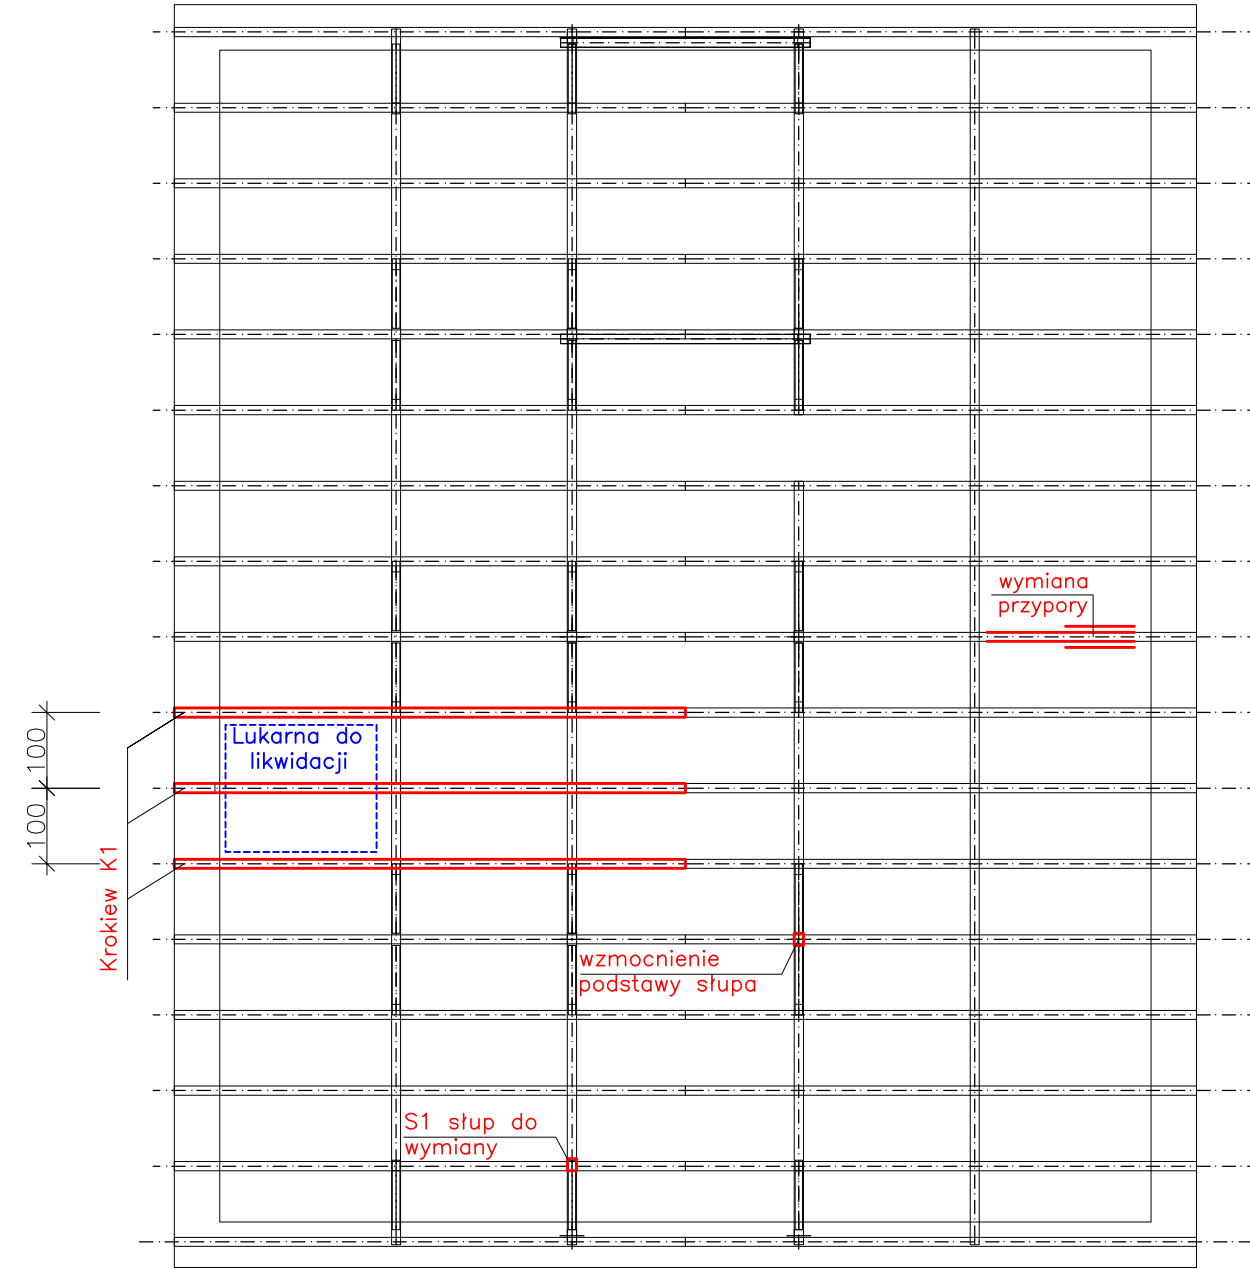 wymiana
przypory
Lukarna do
likwidacji
100
100
Krokiew K1
wzmocnienie
podstawy słupa
S1 słup do
wymiany